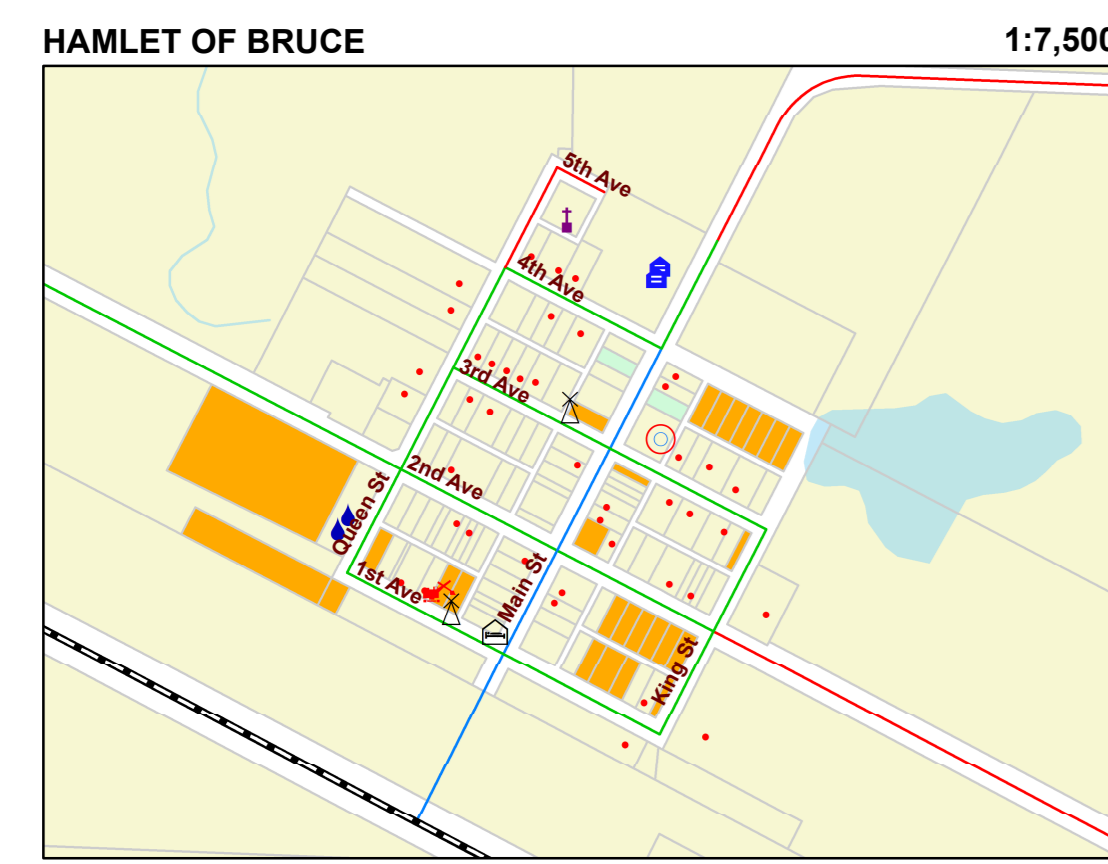 HAMLET OF BRUCE
1:7,500
5th Ave
4th Ave
3rd Ave
2nd Ave
Queen St
1st Ave
Main St
King St